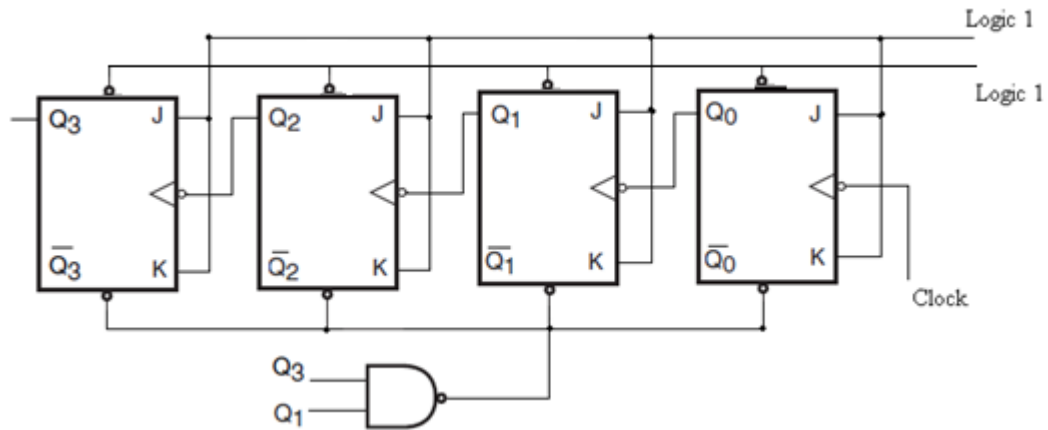 Logic 1
Logic 1
Q3 J Q2 J Q1 J Q0 J
Q̅3 K Q̅2 K Q̅1 K Q̅0 K
Clock
Q3
Q1